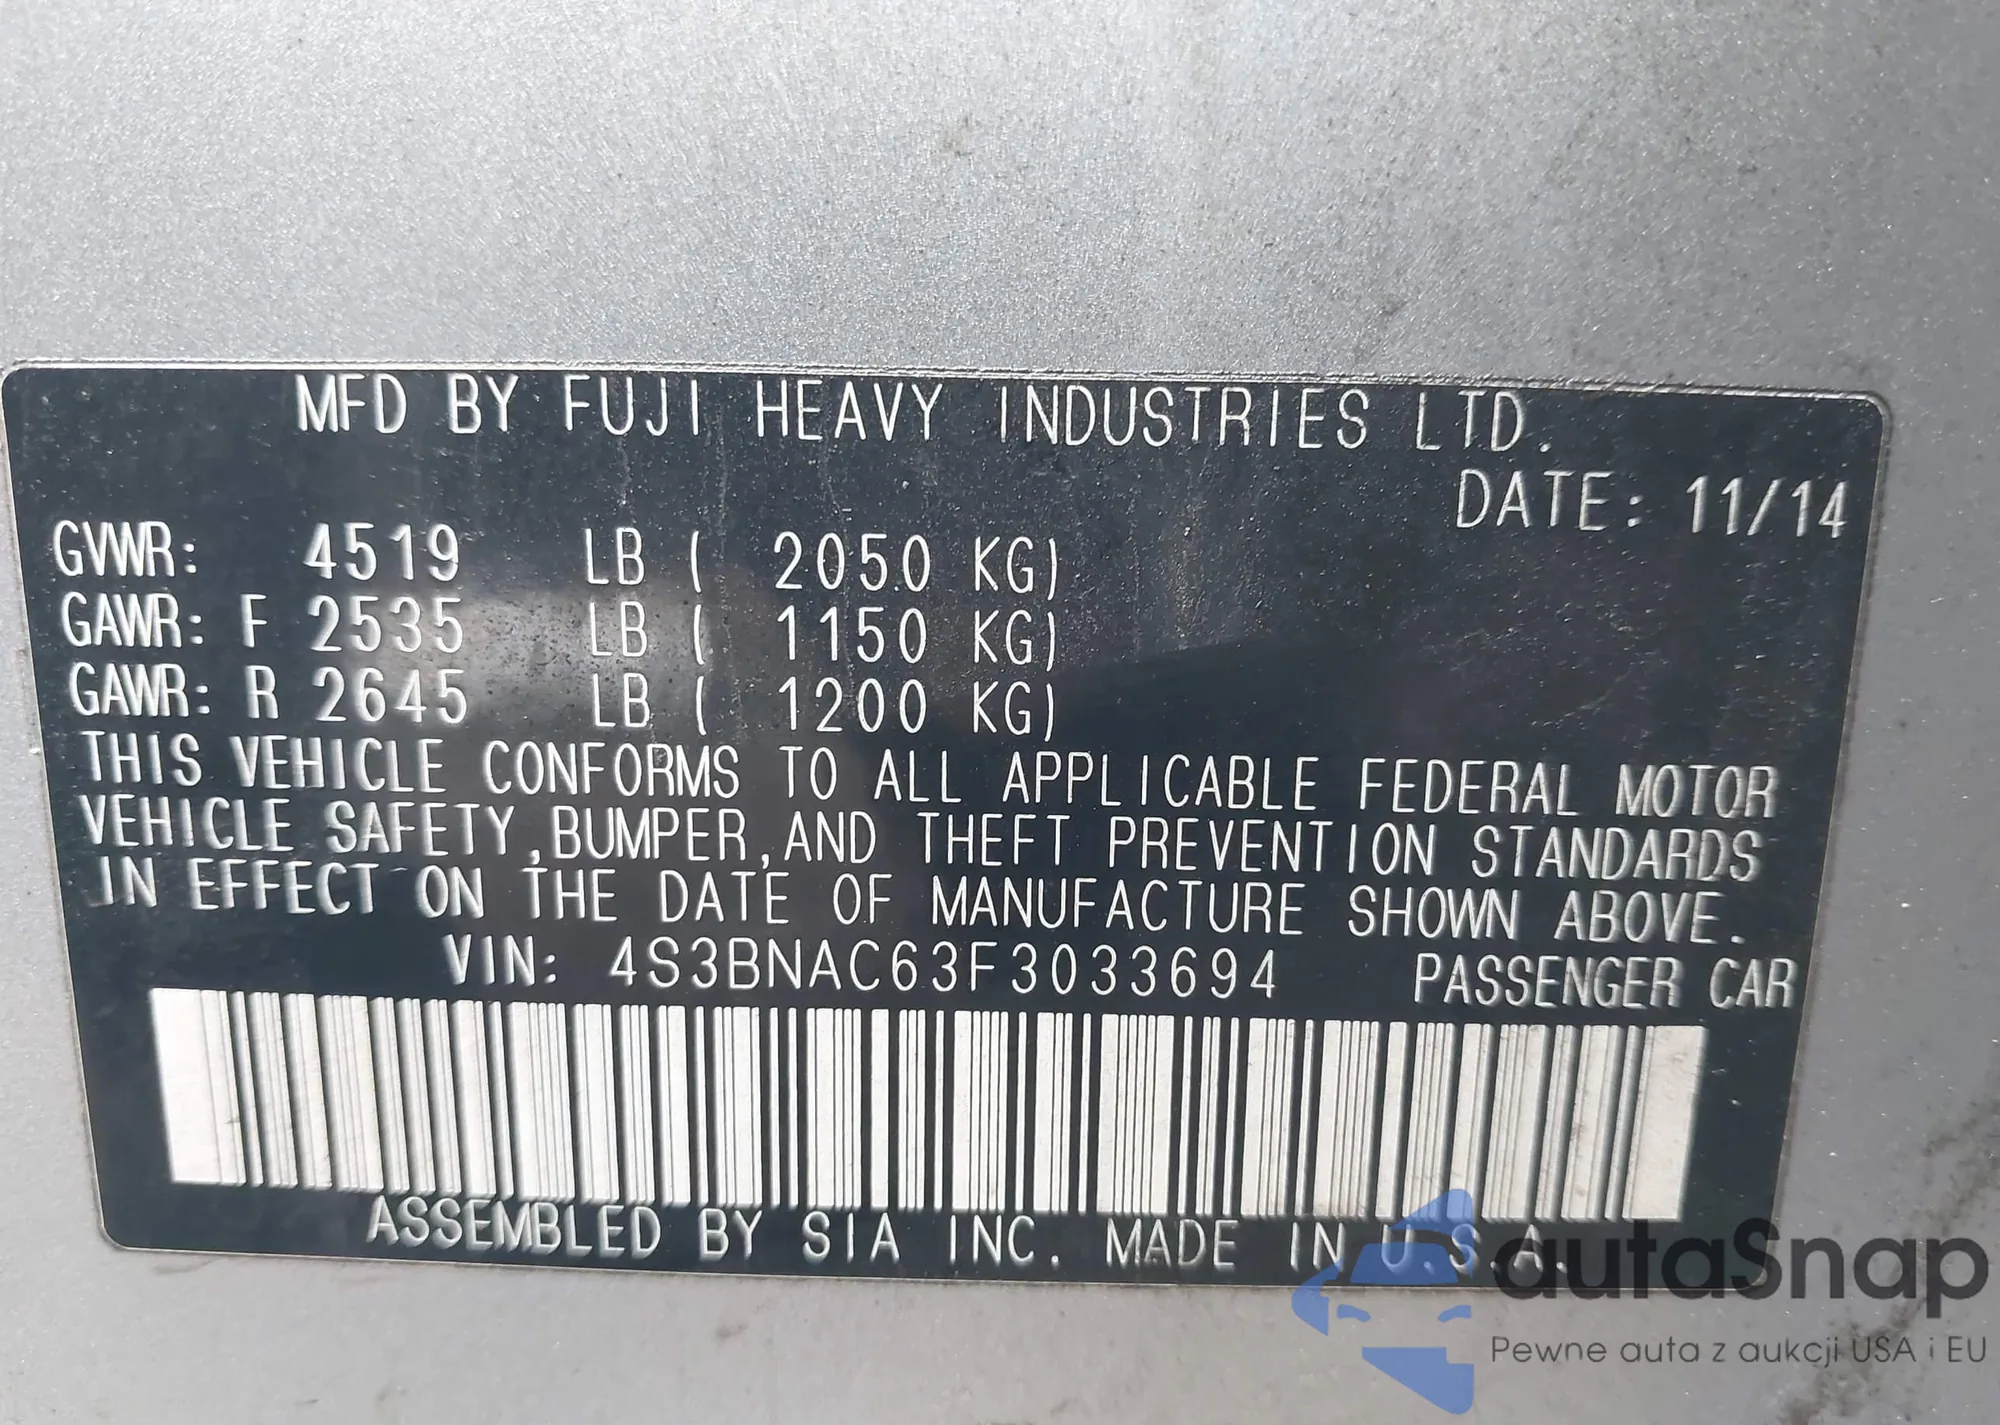 MFD BY FUJI HEAVY INDUSTRIES LTD.
DATE: 11/14
GVWR: 4519 LB ( 2050 KG)
GAWR: F 2535 LB ( 1150 KG)
GAWR: R 2645 LB ( 1200 KG)
THIS VEHICLE CONFORMS TO ALL APPLICABLE FEDERAL MOTOR
VEHICLE SAFETY,BUMPER,AND THEFT PREVENTION STANDARDS
IN EFFECT ON THE DATE OF MANUFACTURE SHOWN ABOVE.
VIN: 4S3BNAC63F3033694 PASSENGER CAR
ASSEMBLED BY SIA INC. MADE IN U.S.A.
autaSnap
Pewne auta z aukcji USA i EU